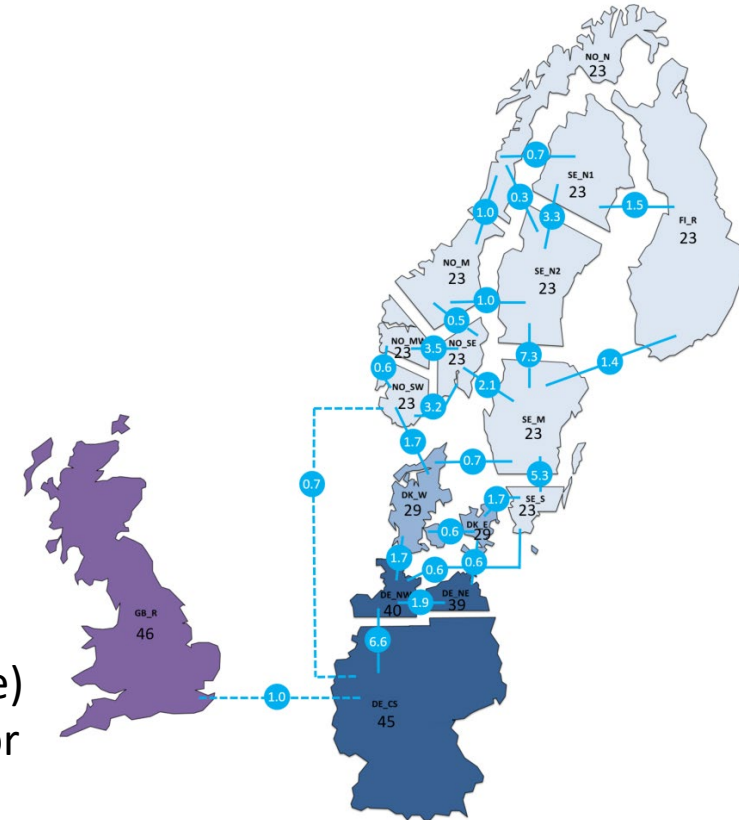 NO_N
23
0.7
SE_N1
23
0.3
1.0
3.3
1.5
FI_R
23
NO_M
23
SE_N2
23
1.0
0.5
NO_MW
23
3.5
NO_SE
23
7.3
1.4
0.6
2.1
NO_SW
23
3.2
SE_M
23
1.7
0.7
5.3
0.7
DK_W
29
1.7
SE_S
23
DK_E
29
0.6
1.7
0.6
0.6
DE_NW
40
1.9
DE_NE
39
GB_R
46
6.6
e)
1.0
DE_CS
45
or